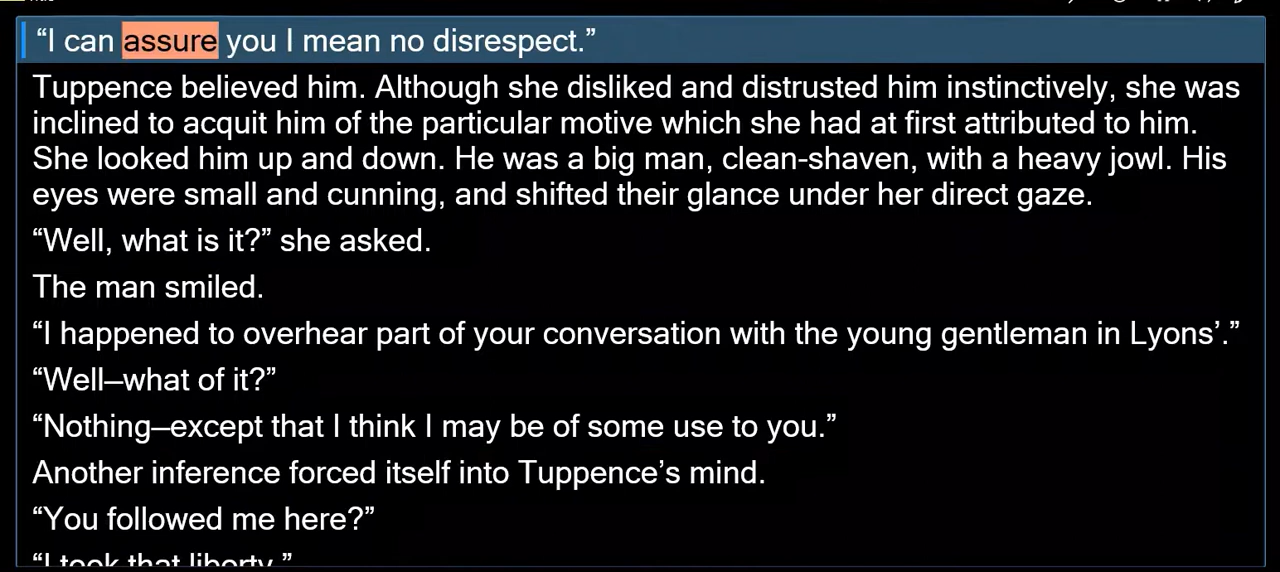 “I can assure you I mean no disrespect.”
Tuppence believed him. Although she disliked and distrusted him instinctively, she was
inclined to acquit him of the particular motive which she had at first attributed to him.
She looked him up and down. He was a big man, clean-shaven, with a heavy jowl. His
eyes were small and cunning, and shifted their glance under her direct gaze.
“Well, what is it?” she asked.
The man smiled.
“I happened to overhear part of your conversation with the young gentleman in Lyons’.”
“Well—what of it?”
“Nothing—except that I think I may be of some use to you.”
Another inference forced itself into Tuppence’s mind.
“You followed me here?”
“I took that liberty.”